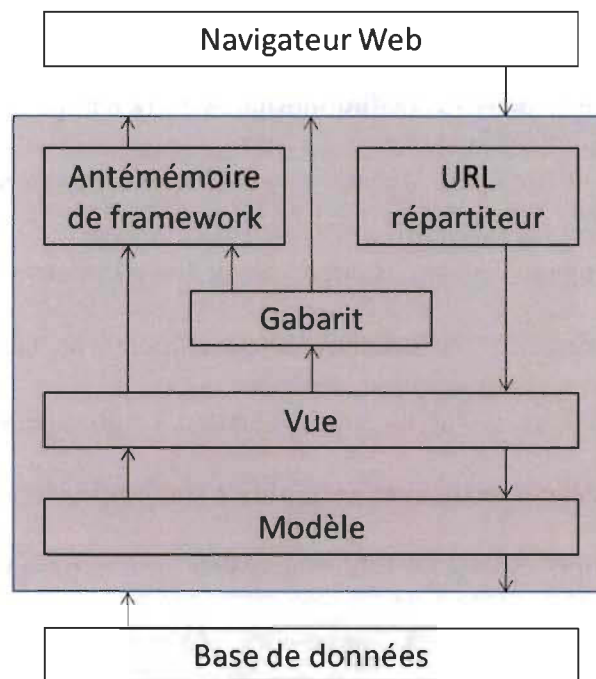 Navigateur Web
Antémémoire
de framework
URL
répartiteur
Gabarit
Vue
Modèle
Base de données